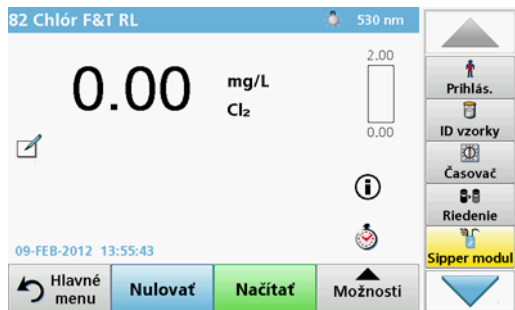 82 Chlór F&T RL
530 nm
0.00
mg/L
Cl₂
2.00
0.00
09-FEB-2012 13:55:43
Hlavné
menu
Nulovať
Načítať
Možnosti
Prihlás.
ID vzorky
Časovač
Riedenie
Sipper modul